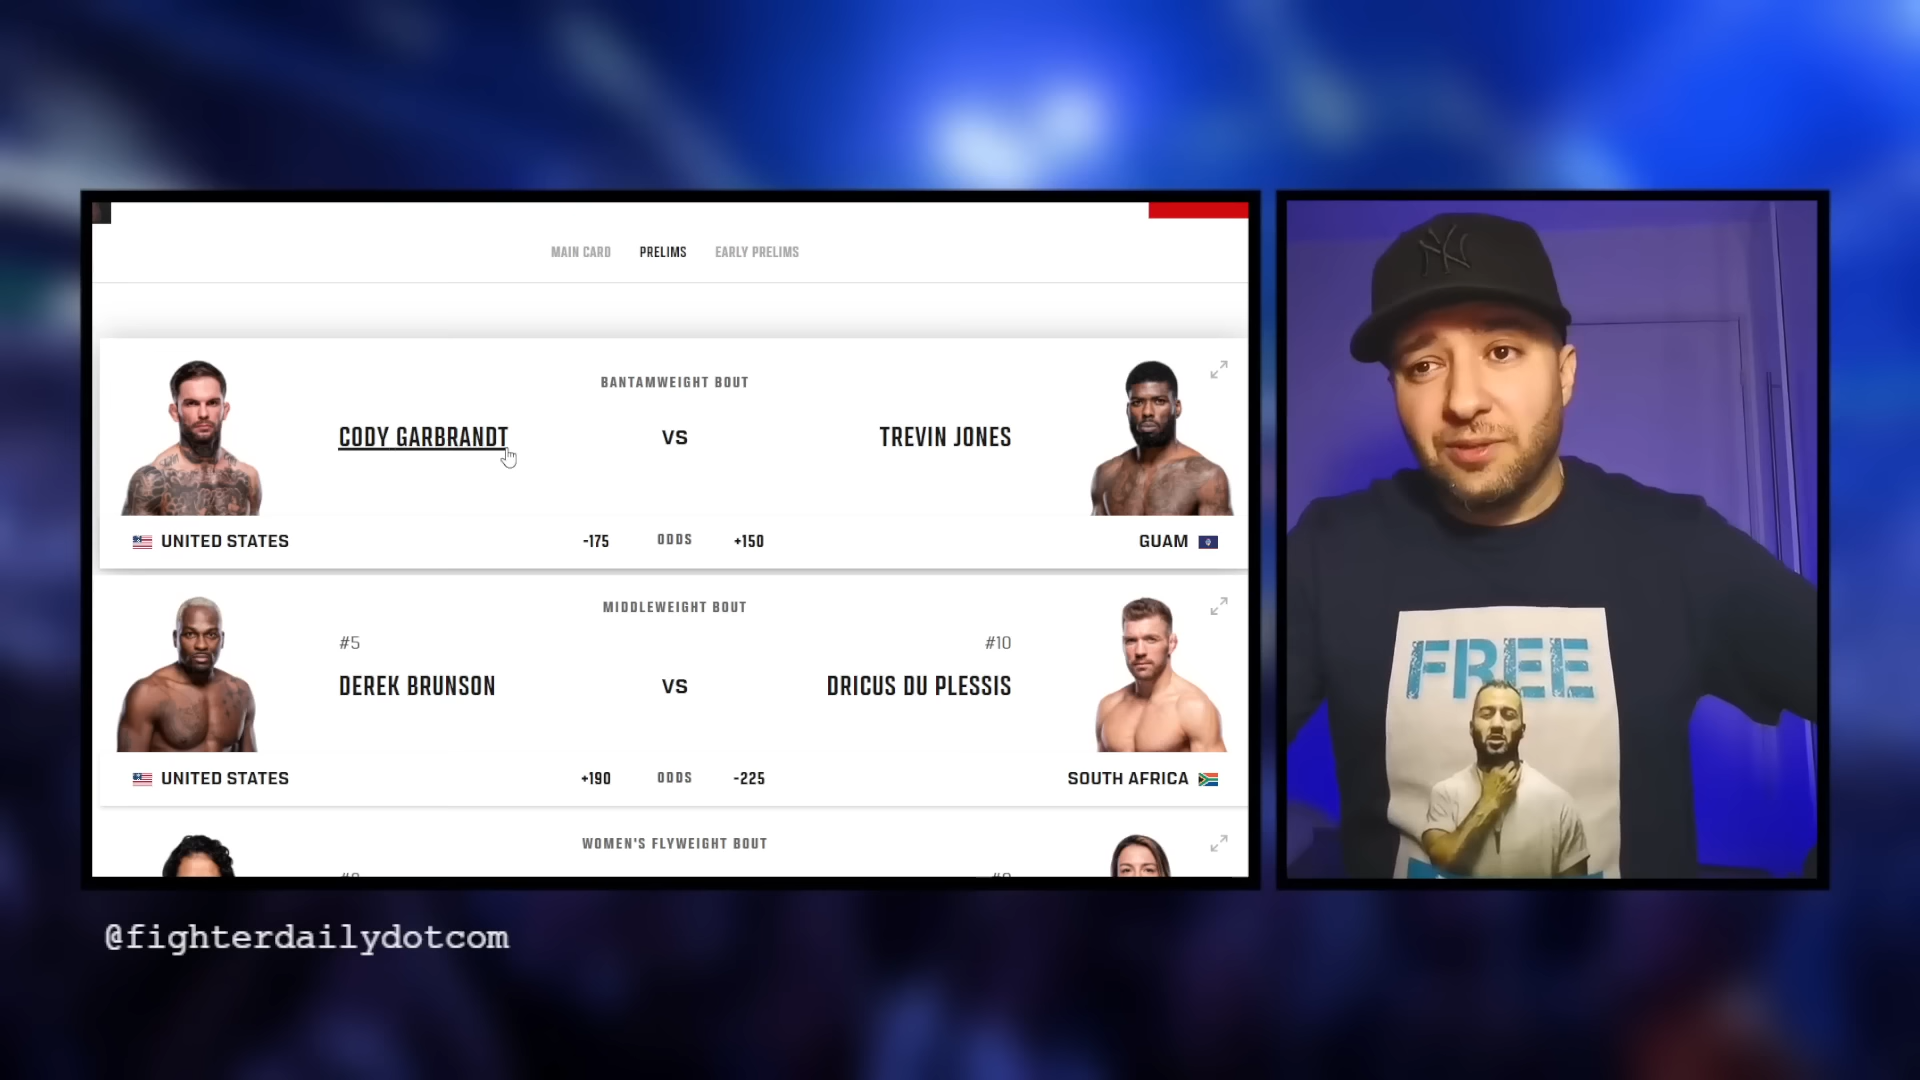 MAIN CARD PRELIMS EARLY PRELIMS
BANTAMWEIGHT BOUT
CODY GARBRANDT VS TREVIN JONES
UNITED STATES -175 ODDS +150 GUAM
MIDDLEWEIGHT BOUT
#5 #10
DEREK BRUNSON VS DRICUS DU PLESSIS
UNITED STATES +190 ODDS -225 SOUTH AFRICA
WOMEN'S FLYWEIGHT BOUT
NY
FREE
@fighterdailydotcom